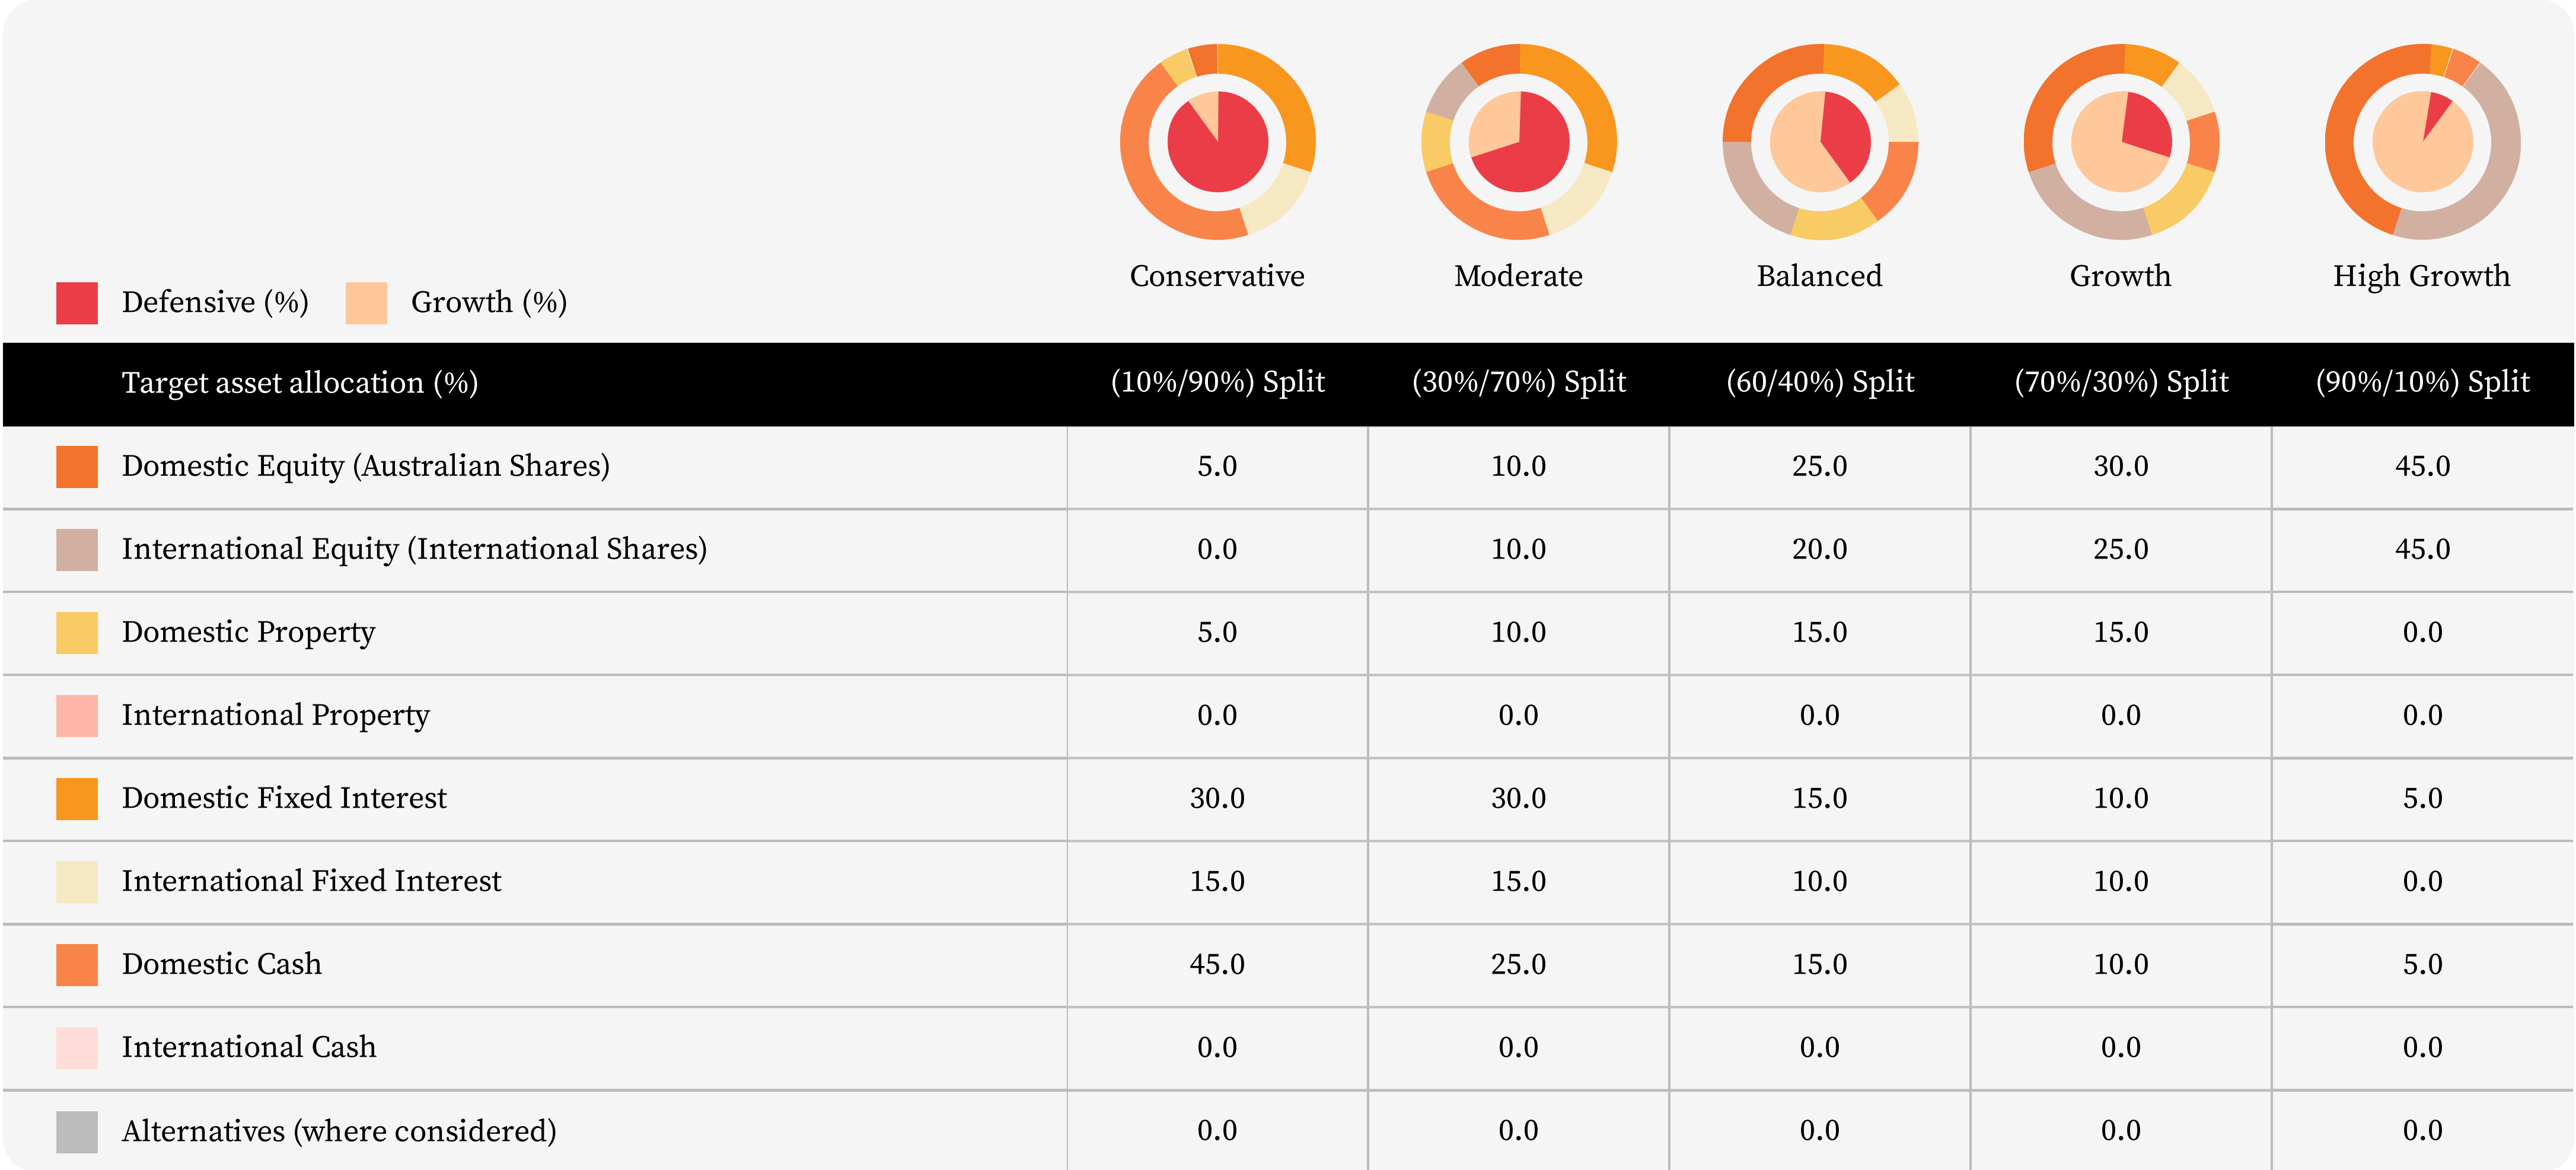 Conservative Moderate Balanced Growth High Growth
Defensive (%) Growth (%)
Target asset allocation (%) (10%/90%) Split (30%/70%) Split (60/40%) Split (70%/30%) Split (90%/10%) Split
Domestic Equity (Australian Shares) 5.0 10.0 25.0 30.0 45.0
International Equity (International Shares) 0.0 10.0 20.0 25.0 45.0
Domestic Property 5.0 10.0 15.0 15.0 0.0
International Property 0.0 0.0 0.0 0.0 0.0
Domestic Fixed Interest 30.0 30.0 15.0 10.0 5.0
International Fixed Interest 15.0 15.0 10.0 10.0 0.0
Domestic Cash 45.0 25.0 15.0 10.0 5.0
International Cash 0.0 0.0 0.0 0.0 0.0
Alternatives (where considered) 0.0 0.0 0.0 0.0 0.0